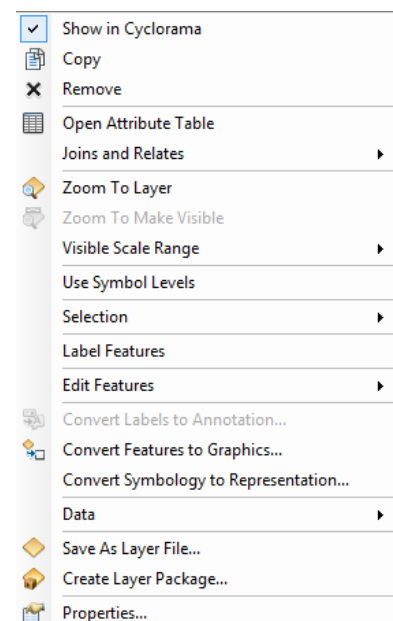 Show in Cyclorama
Copy
Remove
Open Attribute Table
Joins and Relates
Zoom To Layer
Zoom To Make Visible
Visible Scale Range
Use Symbol Levels
Selection
Label Features
Edit Features
Convert Labels to Annotation...
Convert Features to Graphics...
Convert Symbology to Representation...
Data
Save As Layer File...
Create Layer Package...
Properties...